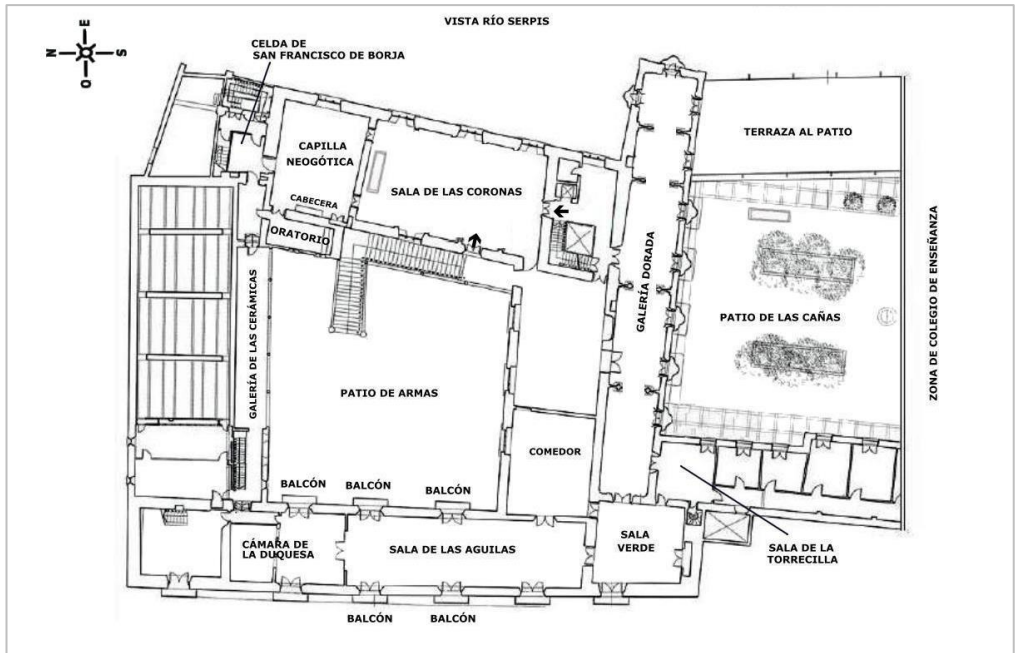 VISTA RÍO SERPIS
E
N
S
O
CELDA DE
SAN FRANCISCO DE BORJA
CAPILLA
NEOGÓTICA
CABECERA
ORATORIO
SALA DE LAS CORONAS
TERRAZA AL PATIO
GALERÍA DORADA
GALERÍA DE LAS CERÁMICAS
PATIO DE ARMAS
PATIO DE LAS CAÑAS
ZONA DE COLEGIO DE ENSEÑANZA
COMEDOR
BALCÓN
BALCÓN
BALCÓN
CÁMARA DE
LA DUQUESA
SALA DE LAS AGUILAS
SALA
VERDE
SALA DE LA
TORRECILLA
BALCÓN
BALCÓN